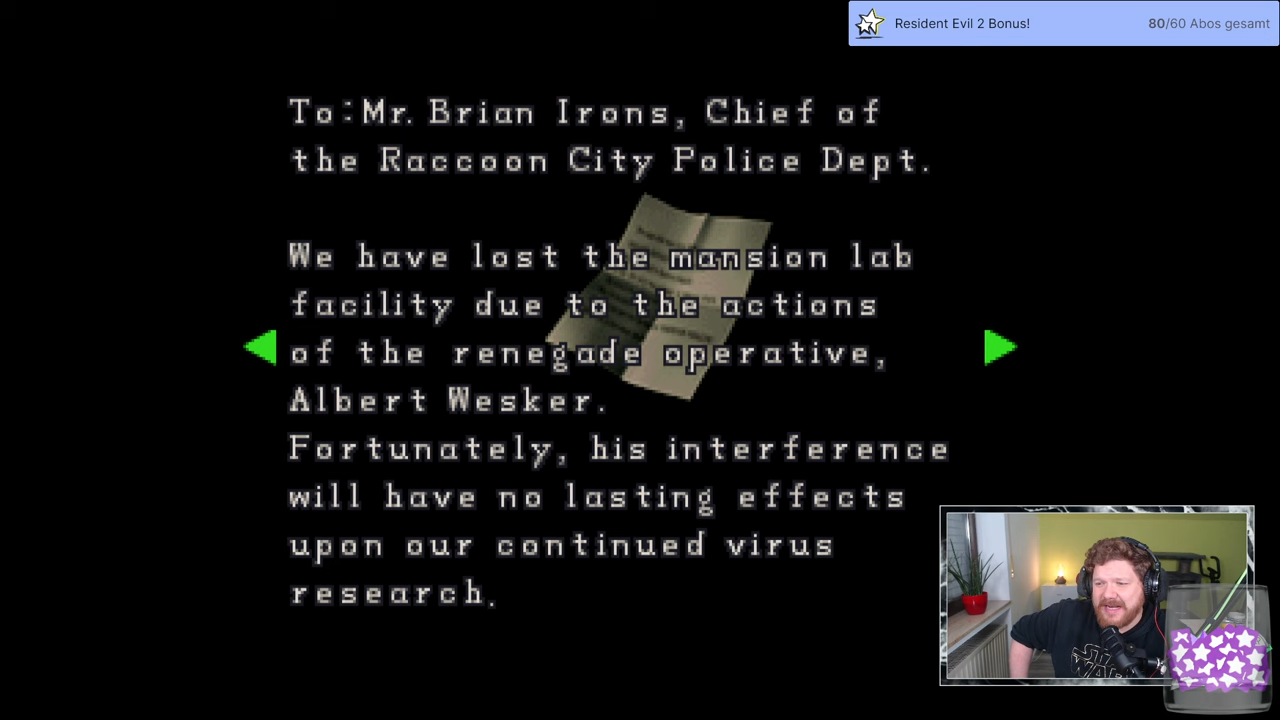 Resident Evil 2 Bonus! 80/60 Abos gesamt
To:Mr. Brian Irons, Chief of
the Raccoon City Police Dept.
We have lost the mansion lab
facility due to the actions
of the renegade operative,
Albert Wesker.
Fortunately, his interference
will have no lasting effects
upon our continued virus
research.